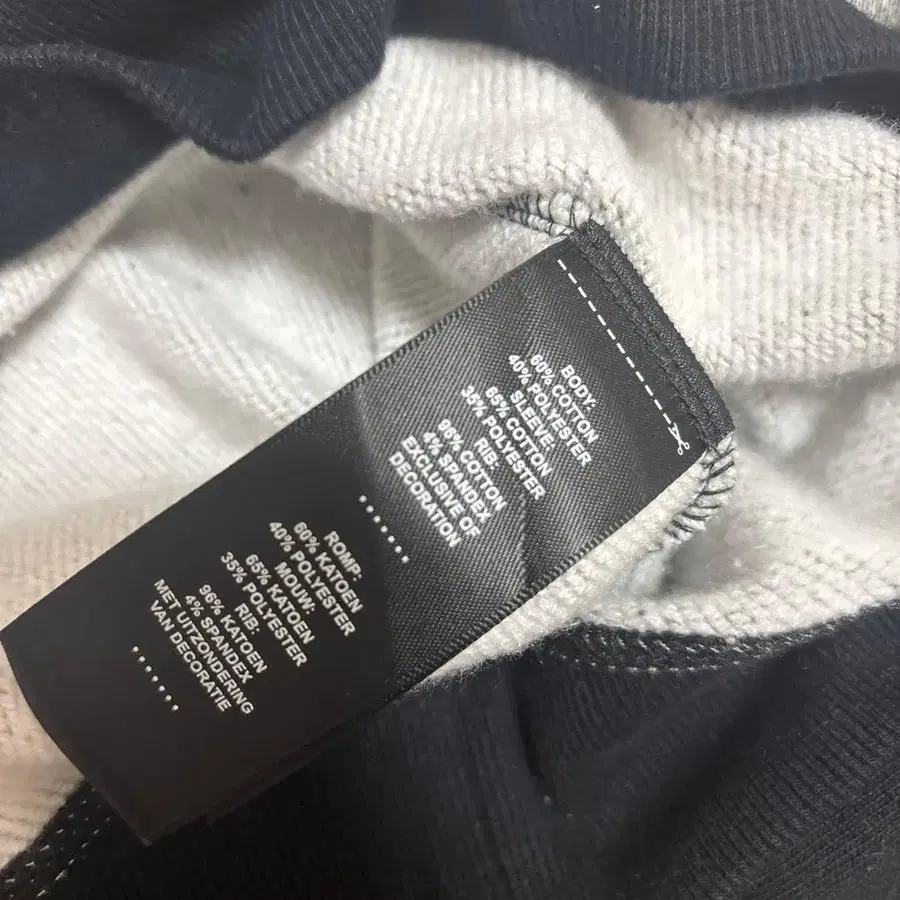 BODY:
60% COTTON
40% POLYESTER
SLEEVE:
65% COTTON
35% POLYESTER
RIB:
96% COTTON
4% SPANDEX
EXCLUSIVE OF
DECORATION
.......
ROMP:
60% KATOEN
40% POLYESTER
MOUW:
65% KATOEN
35% POLYESTER
RIB:
96% KATOEN
4% SPANDEX
MET UITZONDERING
VAN DECORATIE
.......